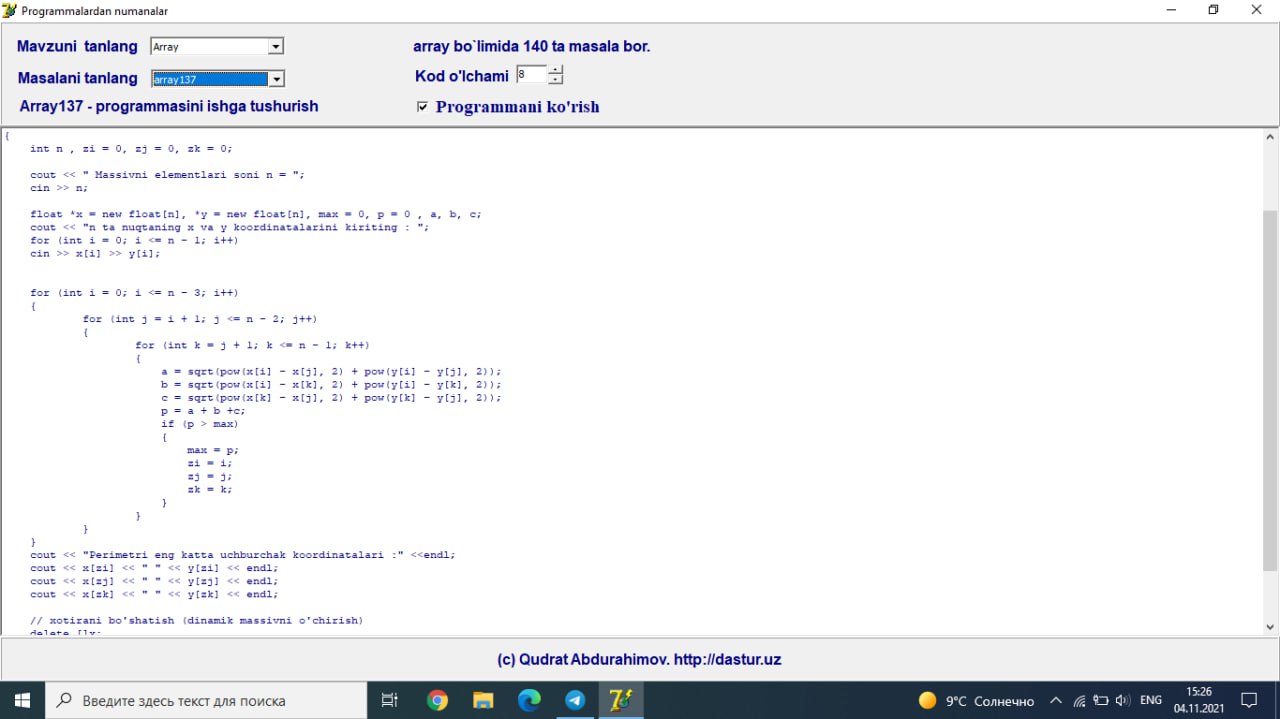 Programmalardan numanalar
Mavzuni tanlang Array
array bo`limida 140 ta masala bor.
Masalani tanlang array137
Kod o'lchami 8
Array137 - programmasini ishga tushurish
Programmani ko'rish
{
int n , zi = 0, zj = 0, zk = 0;
cout << " Massivni elementlari soni n = ";
cin >> n;
float *x = new float[n], *y = new float[n], max = 0, p = 0 , a, b, c;
cout << "n ta nuqtaning x va y koordinatalarini kiriting : ";
for (int i = 0; i <= n - 1; i++)
cin >> x[i] >> y[i];
for (int i = 0; i <= n - 3; i++)
{
for (int j = i + 1; j <= n - 2; j++)
{
for (int k = j + 1; k <= n - 1; k++)
{
a = sqrt(pow(x[i] - x[j], 2) + pow(y[i] - y[j], 2));
b = sqrt(pow(x[i] - x[k], 2) + pow(y[i] - y[k], 2));
c = sqrt(pow(x[k] - x[j], 2) + pow(y[k] - y[j], 2));
p = a + b +c;
if (p > max)
{
max = p;
zi = i;
zj = j;
zk = k;
}
}
}
}
cout << "Perimetri eng katta uchburchak koordinatalari :" <<endl;
cout << x[zi] << " " << y[zi] << endl;
cout << x[zj] << " " << y[zj] << endl;
cout << x[zk] << " " << y[zk] << endl;
// xotirani bo'shatish (dinamik massivni o'chirish)
delete []x;
(c) Qudrat Abdurahimov. http://dastur.uz
Введите здесь текст для поиска
9°C Солнечно
ENG
15:26
04.11.2021